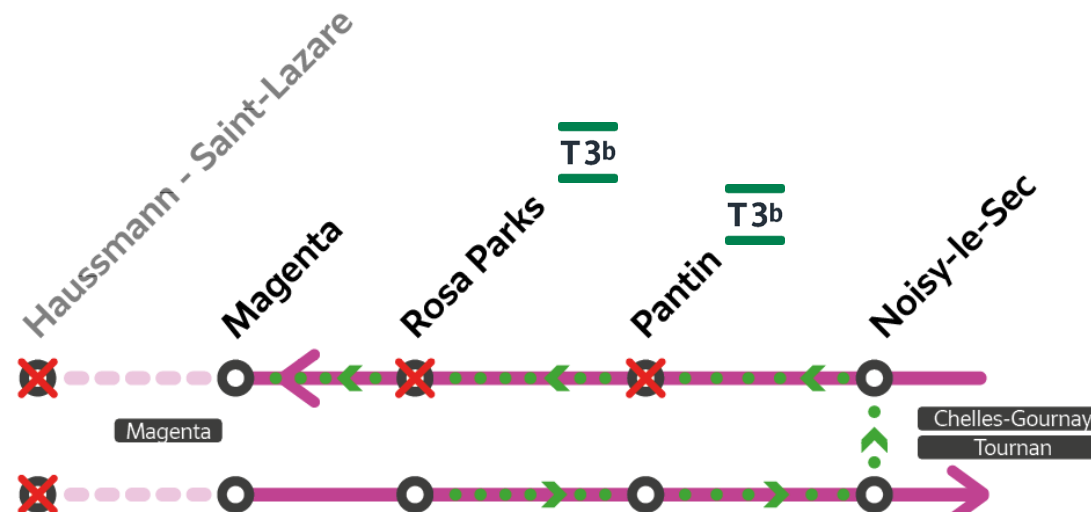 Haussmann - Saint-Lazare
Magenta
Rosa Parks
T3b
Pantin
T3b
Noisy-le-Sec
Magenta
Chelles-Gournay
Tournan